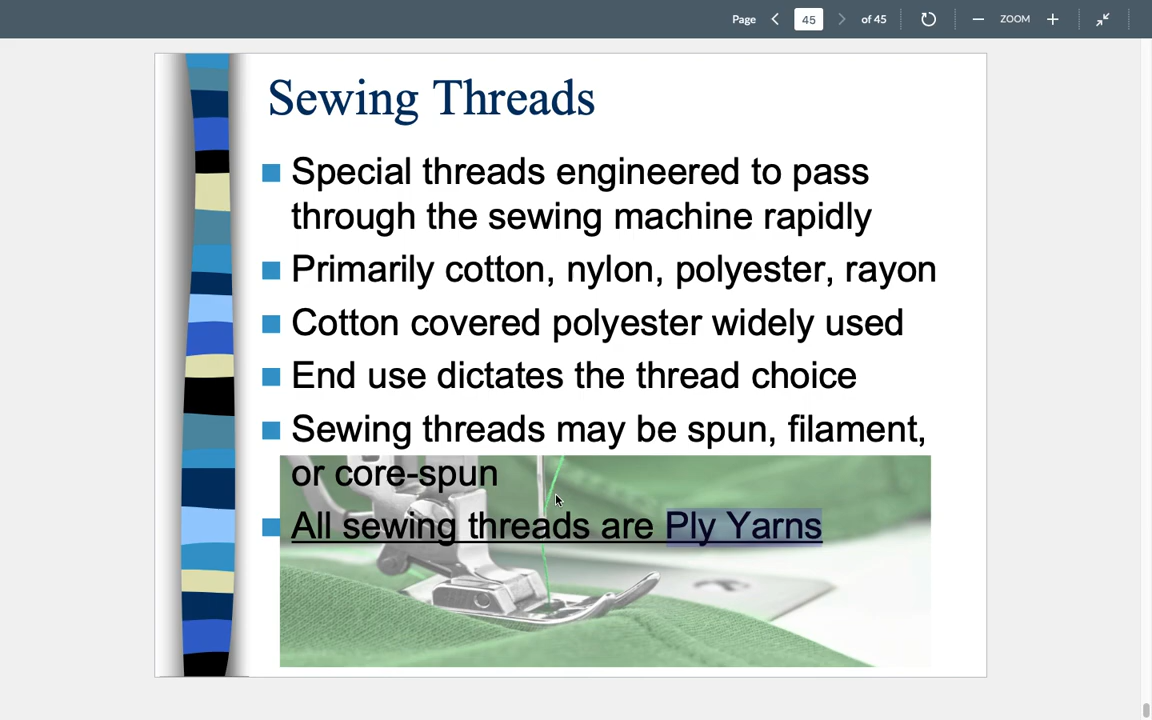 Page 45 of 45 ZOOM
Sewing Threads
Special threads engineered to pass
through the sewing machine rapidly
Primarily cotton, nylon, polyester, rayon
Cotton covered polyester widely used
End use dictates the thread choice
Sewing threads may be spun, filament,
or core-spun
All sewing threads are Ply Yarns